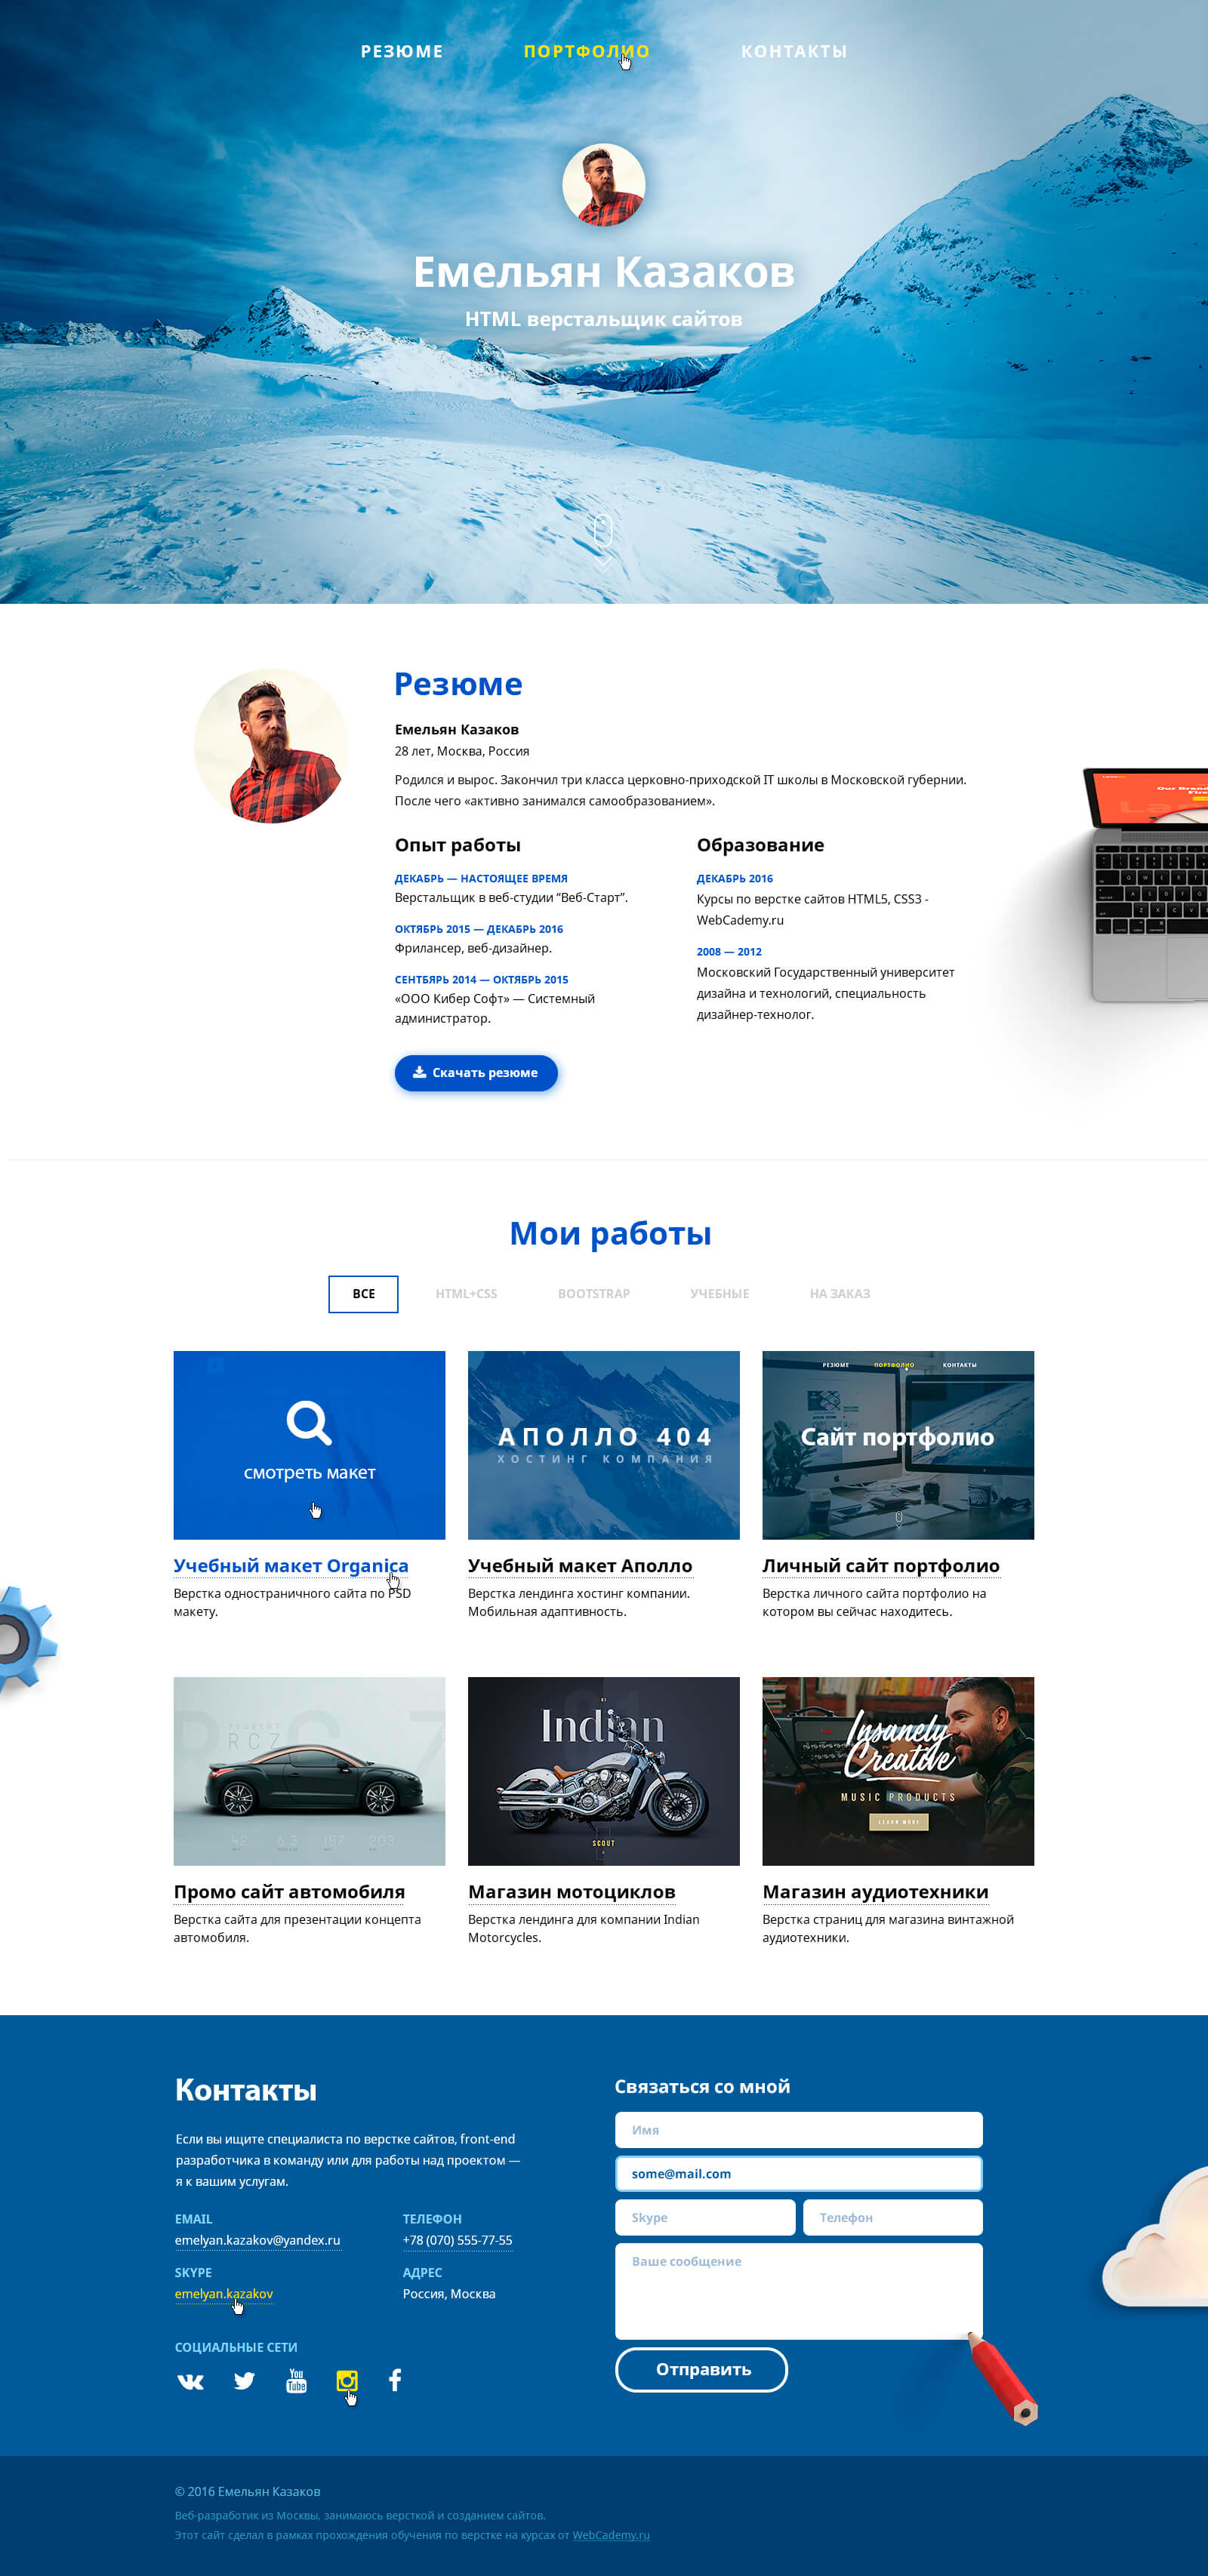 РЕЗЮМЕ ПОРТФОЛИО КОНТАКТЫ
Емельян Казаков
HTML верстальщик сайтов
Резюме
Емельян Казаков
28 лет, Москва, Россия
Родился и вырос. Закончил три класса церковно-приходской IT школы в Московской губернии.
После чего «активно занимался самообразованием».
Опыт работы
ДЕКАБРЬ — НАСТОЯЩЕЕ ВРЕМЯ
Верстальщик в веб-студии “Веб-Старт”.
ОКТЯБРЬ 2015 — ДЕКАБРЬ 2016
Фрилансер, веб-дизайнер.
СЕНТБЯРЬ 2014 — ОКТЯБРЬ 2015
«ООО Кибер Софт» — Системный
администратор.
Образование
ДЕКАБРЬ 2016
Курсы по верстке сайтов HTML5, CSS3 -
WebCademy.ru
2008 — 2012
Московский Государственный университет
дизайна и технологий, специальность
дизайнер-технолог.
Скачать резюме
Мои работы
ВСЕ HTML+CSS BOOTSTRAP УЧЕБНЫЕ НА ЗАКАЗ
смотреть макет
Учебный макет Organica
Верстка одностраничного сайта по PSD
макету.
АПОЛЛО 404
ХОСТИНГ КОМПАНИЯ
Учебный макет Аполло
Верстка лендинга хостинг компании.
Мобильная адаптивность.
РЕЗЮМЕ ПОРТФОЛИО КОНТАКТЫ
Сайт портфолио
Личный сайт портфолио
Верстка личного сайта портфолио на
котором вы сейчас находитесь.
PEUGEOT
RCZ
42 6.3 197 203
Промо сайт автомобиля
Верстка сайта для презентации концепта
автомобиля.
Indian
SCOUT
Магазин мотоциклов
Верстка лендинга для компании Indian
Motorcycles.
Insanely
Creative
MUSIC PRODUCTS
LEARN MORE
Магазин аудиотехники
Верстка страниц для магазина винтажной
аудиотехники.
Контакты
Если вы ищите специалиста по верстке сайтов, front-end
разработчика в команду или для работы над проектом —
я к вашим услугам.
EMAIL
emelyan.kazakov@yandex.ru
ТЕЛЕФОН
+78 (070) 555-77-55
SKYPE
emelyan.kazakov
АДРЕС
Россия, Москва
СОЦИАЛЬНЫЕ СЕТИ
You
Tube
Связаться со мной
Имя
some@mail.com
Skype Телефон
Ваше сообщение
Отправить
© 2016 Емельян Казаков
Веб-разработик из Москвы, занимаюсь версткой и созданием сайтов.
Этот сайт сделал в рамках прохождения обучения по верстке на курсах от WebCademy.ru